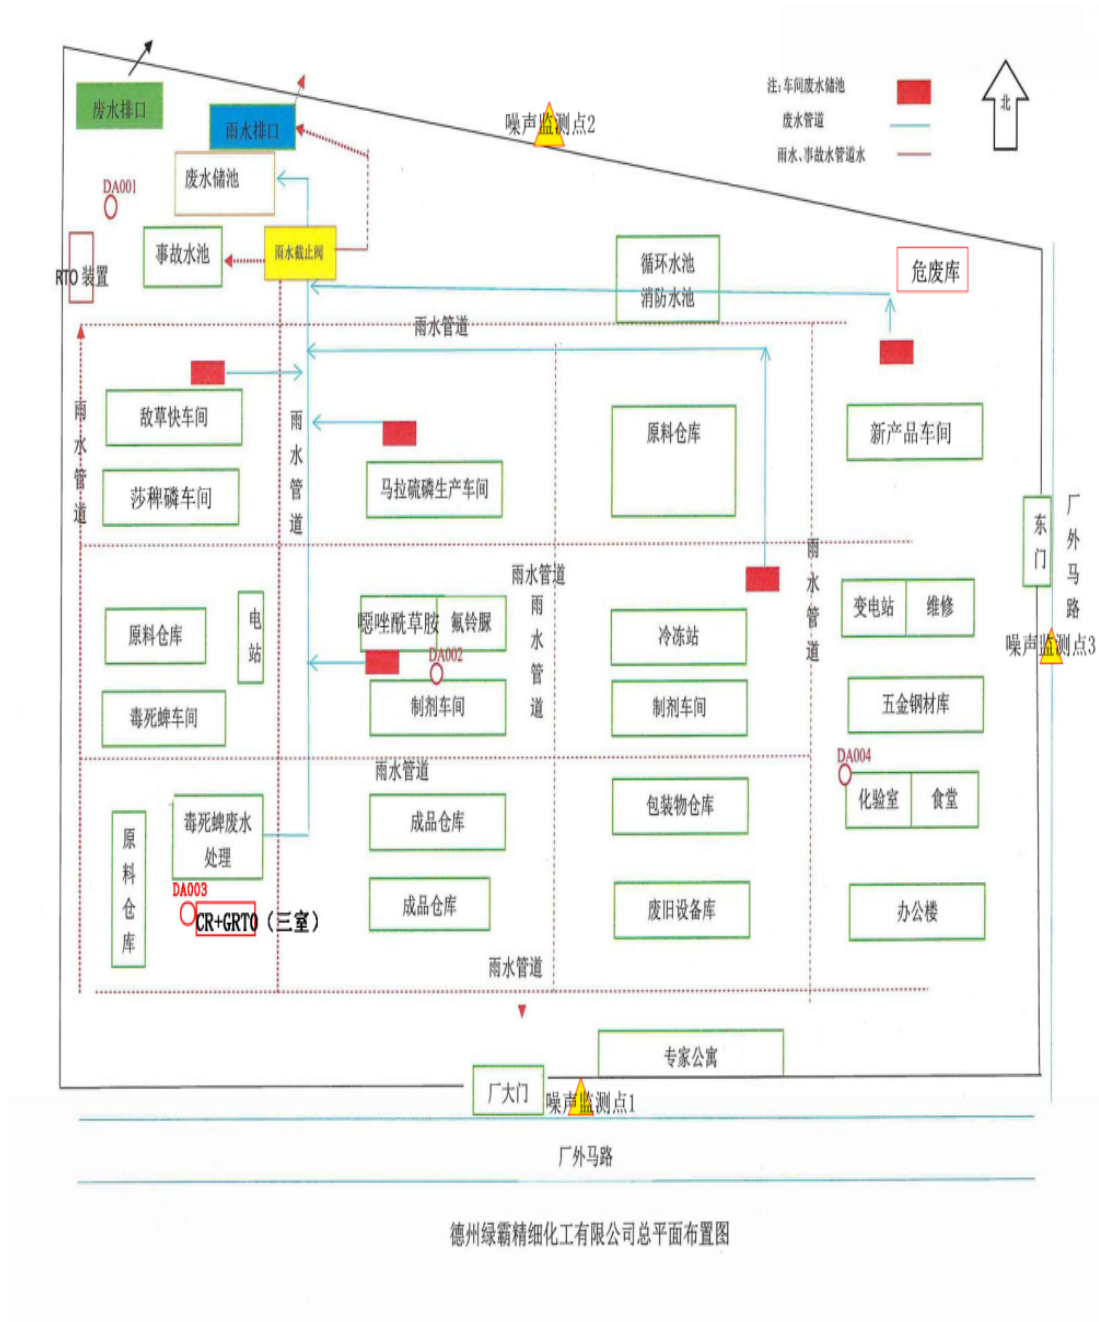 注：车间废水储池
废水管道
雨水、事故水管道水
北
废水排口
雨水排口
噪声监测点2
废水储池
DA001
事故水池
雨水截止阀
RTO 装置
循环水池
消防水池
危废库
雨水管道
敌草快车间
雨水管道
雨水管道
原料仓库
新产品车间
莎稗磷车间
马拉硫磷生产车间
东门
厂外马路
雨水管道
雨水管道
雨水管道
原料仓库
电站
噁唑酰草胺
氟铃脲
冷冻站
变电站
维修
噪声监测点3
DA002
毒死蜱车间
制剂车间
制剂车间
五金钢材库
雨水管道
DA004
原料仓库
毒死蜱废水
处理
成品仓库
包装物仓库
化验室
食堂
DA003
CR+GRTO（三室）
成品仓库
废旧设备库
办公楼
雨水管道
专家公寓
厂大门
噪声监测点1
厂外马路
德州绿霸精细化工有限公司总平面布置图